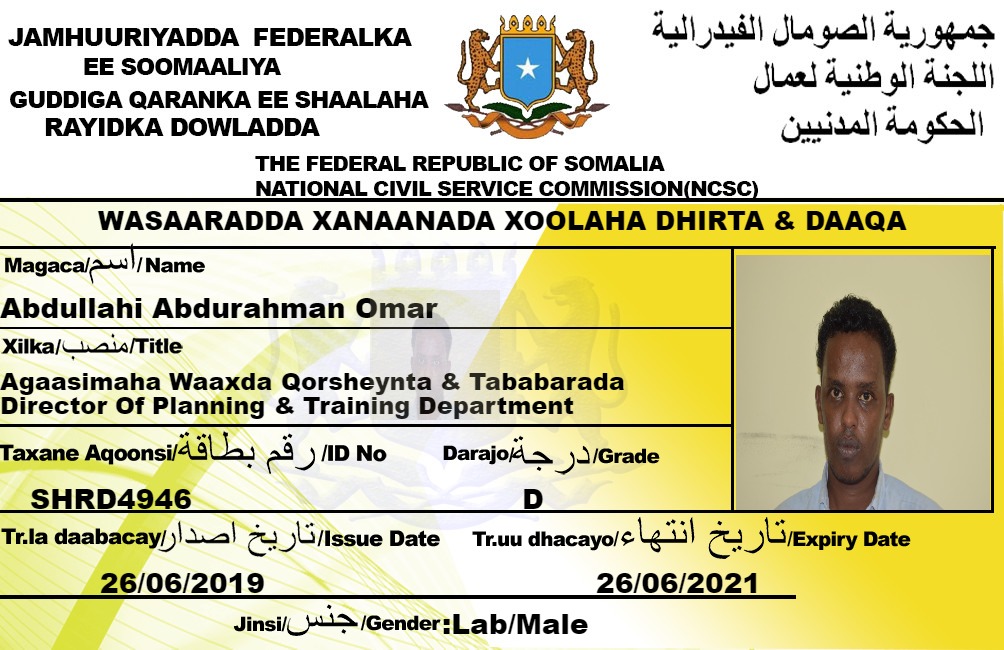 JAMHUURIYADDA FEDERALKA
EE SOOMAALIYA
GUDDIGA QARANKA EE SHAALAHA
RAYIDKA DOWLADDA
جمهورية الصومال الفيدرالية
اللجنة الوطنية لعمال
الحكومة المدنيين
THE FEDERAL REPUBLIC OF SOMALIA
NATIONAL CIVIL SERVICE COMMISSION(NCSC)
WASAARADDA XANAANADA XOOLAHA DHIRTA & DAAQA
Magaca/اسم/Name
Abdullahi Abdurahman Omar
Xilka/منصب/Title
Agaasimaha Waaxda Qorsheynta & Tababarada
Director Of Planning & Training Department
Taxane Aqoonsi/رقم بطاقة/ID No Darajo/درجة/Grade
SHRD4946 D
Tr.la daabacay/تاريخ اصدار/Issue Date Tr.uu dhacayo/تاريخ انتهاء/Expiry Date
26/06/2019 26/06/2021
Jinsi/جنس/Gender:Lab/Male